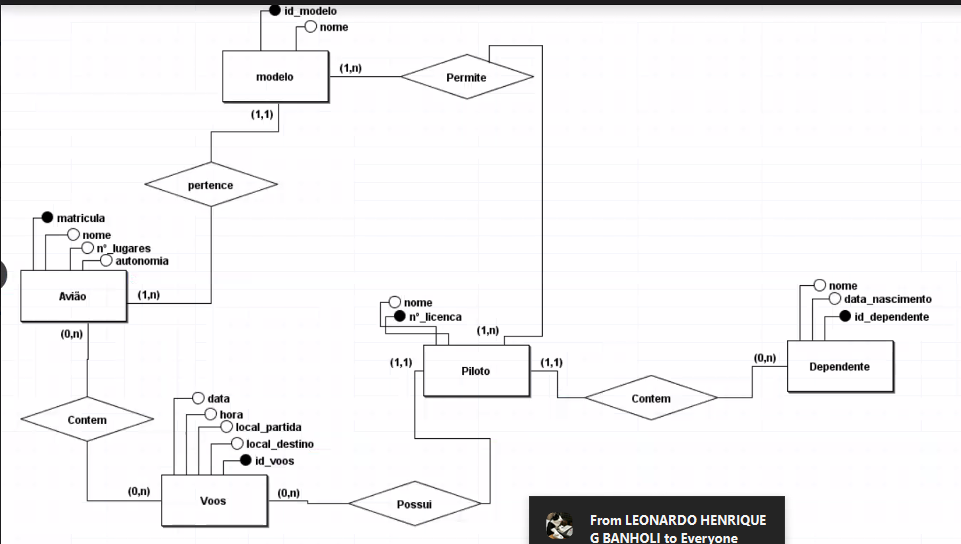 id_modelo
nome
modelo
(1,n)
Permite
(1,1)
pertence
matricula
nome
n°_lugares
autonomia
Avião
(1,n)
(0,n)
nome
n°_licenca
(1,n)
(1,1)
Piloto
(1,1)
nome
data_nascimento
id_dependente
(0,n)
Dependente
Contem
Contem
data
hora
local_partida
local_destino
id_voos
(0,n)
Voos
(0,n)
Possui
From LEONARDO HENRIQUE
G BANHOLI to Everyone